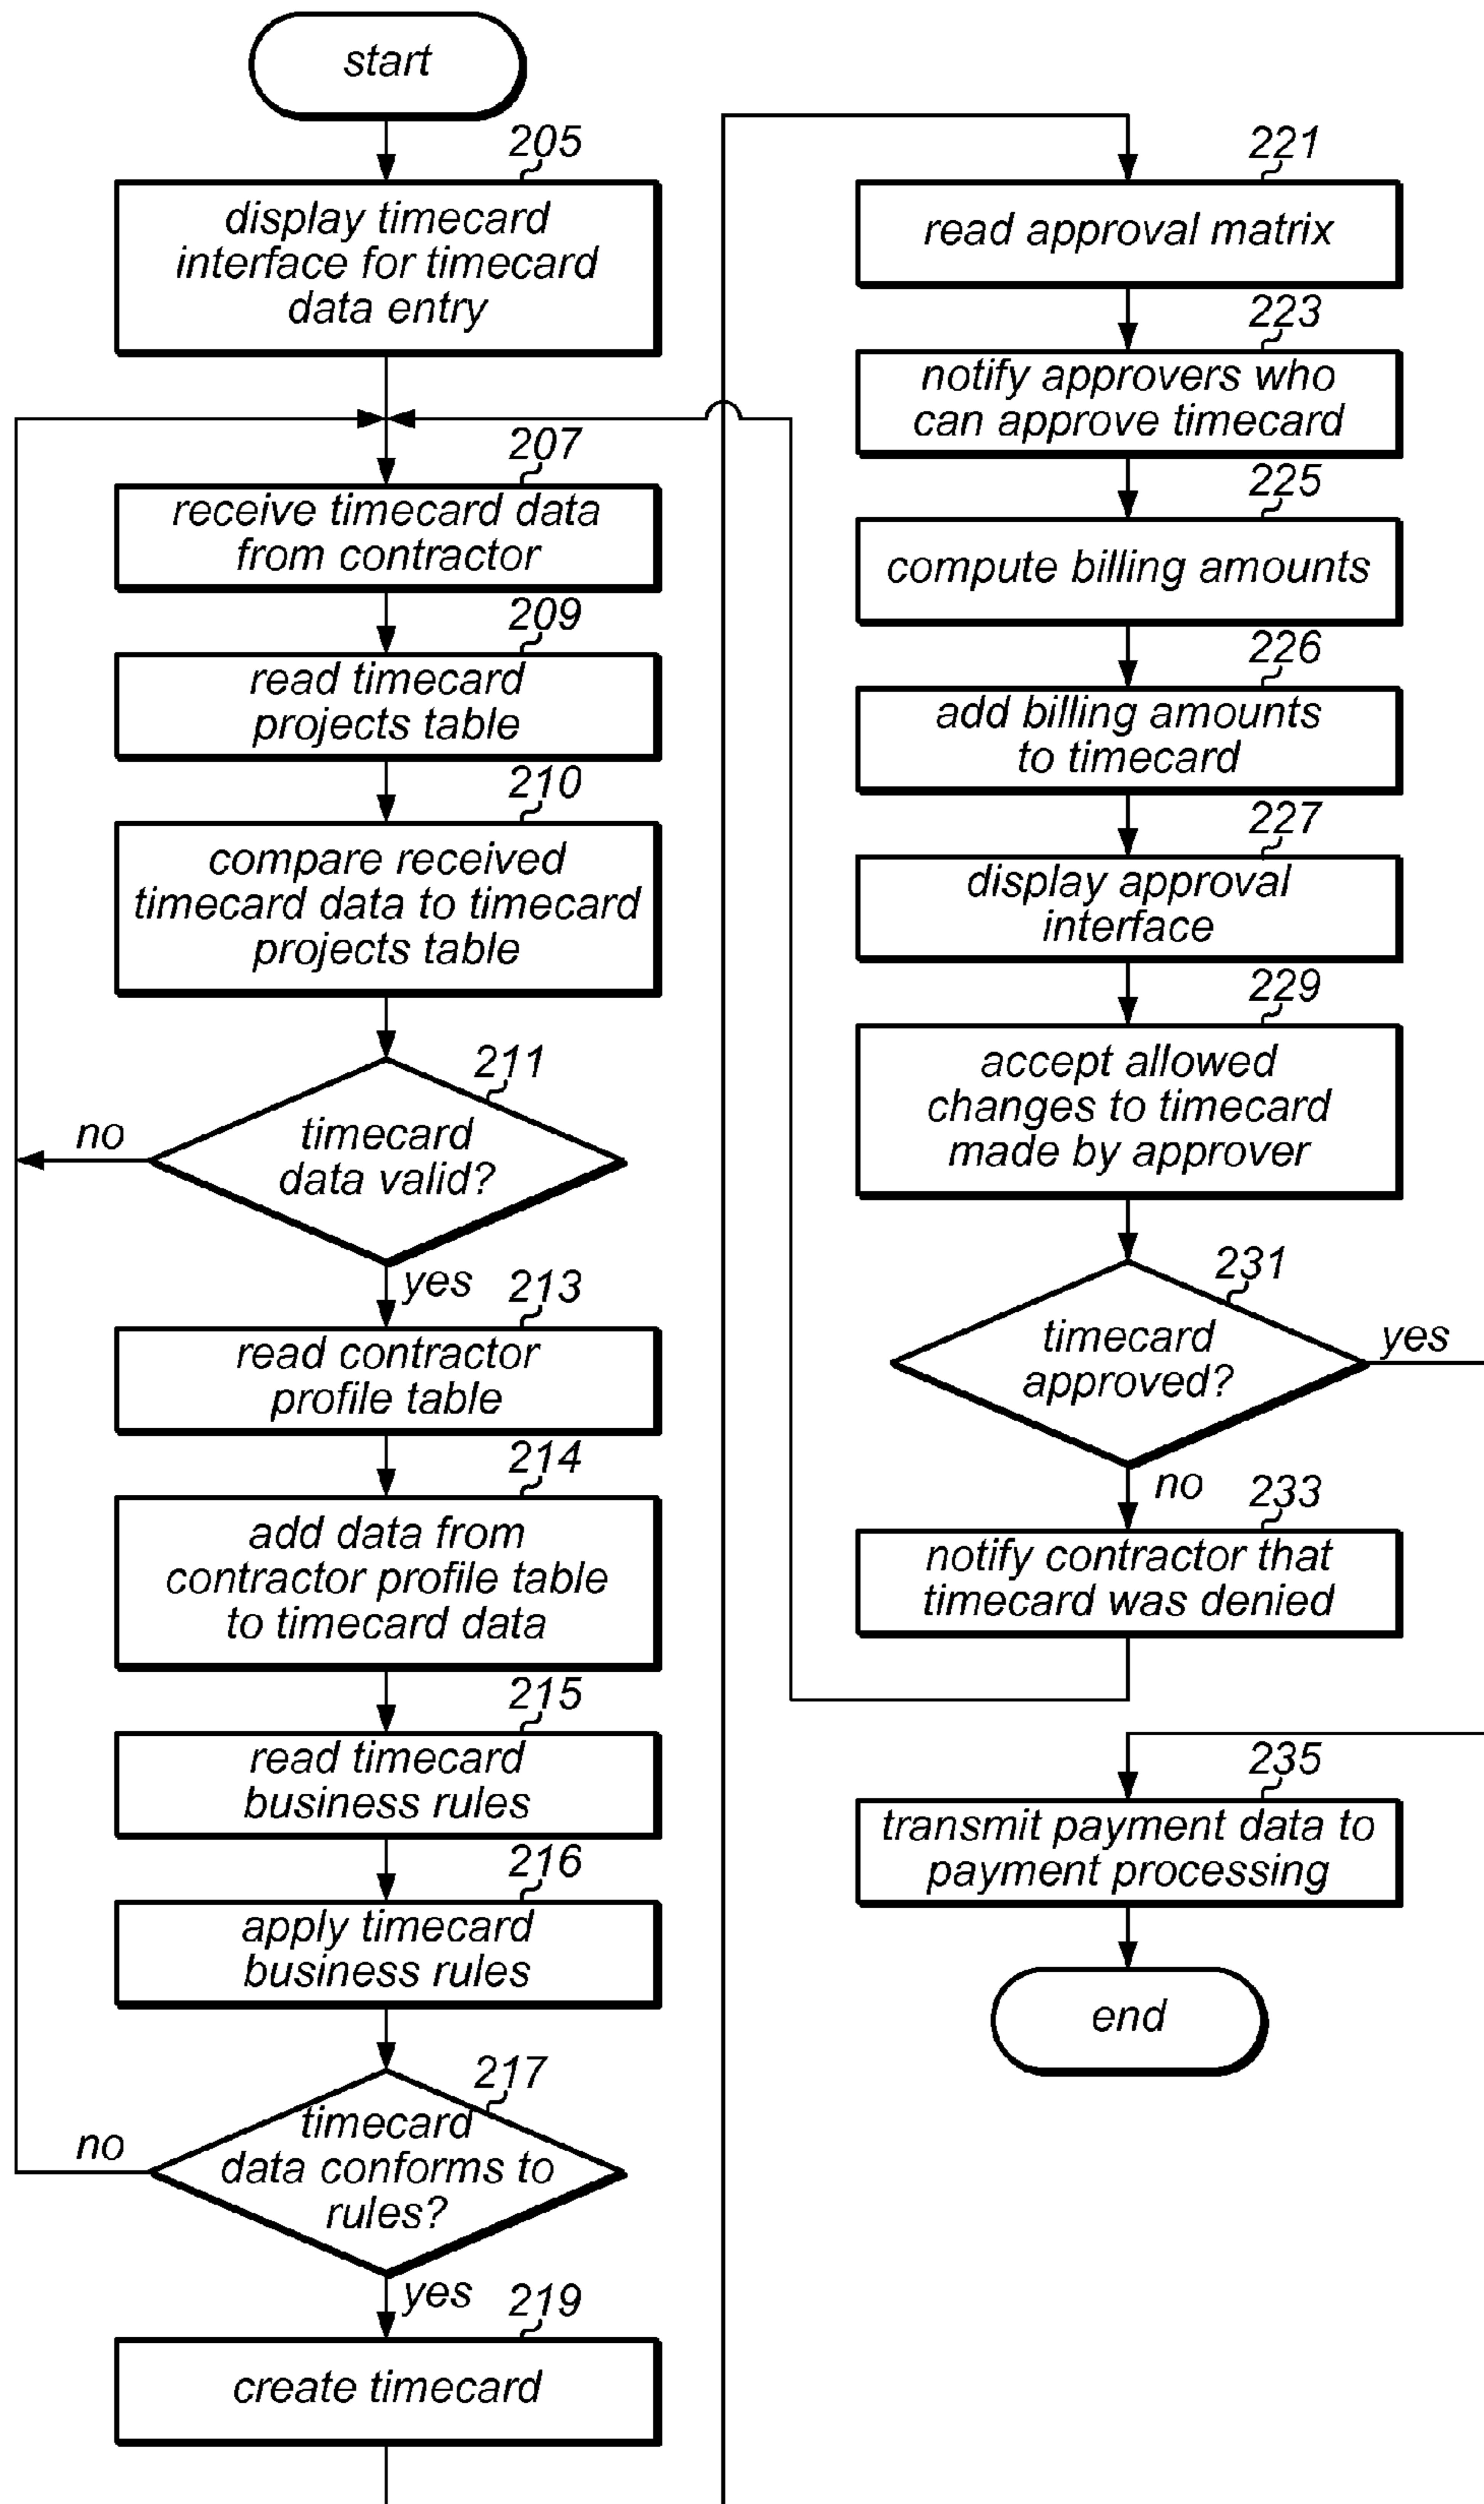 start
205
display timecard
interface for timecard
data entry
207
receive timecard data
from contractor
209
read timecard
projects table
210
compare received
timecard data to timecard
projects table
211
timecard
data valid?
no
yes
213
read contractor
profile table
214
add data from
contractor profile table
to timecard data
215
read timecard
business rules
216
apply timecard
business rules
217
timecard
data conforms to
rules?
no
yes
219
create timecard
221
read approval matrix
223
notify approvers who
can approve timecard
225
compute billing amounts
226
add billing amounts
to timecard
227
display approval
interface
229
accept allowed
changes to timecard
made by approver
231
timecard
approved?
yes
no
233
notify contractor that
timecard was denied
235
transmit payment data to
payment processing
end